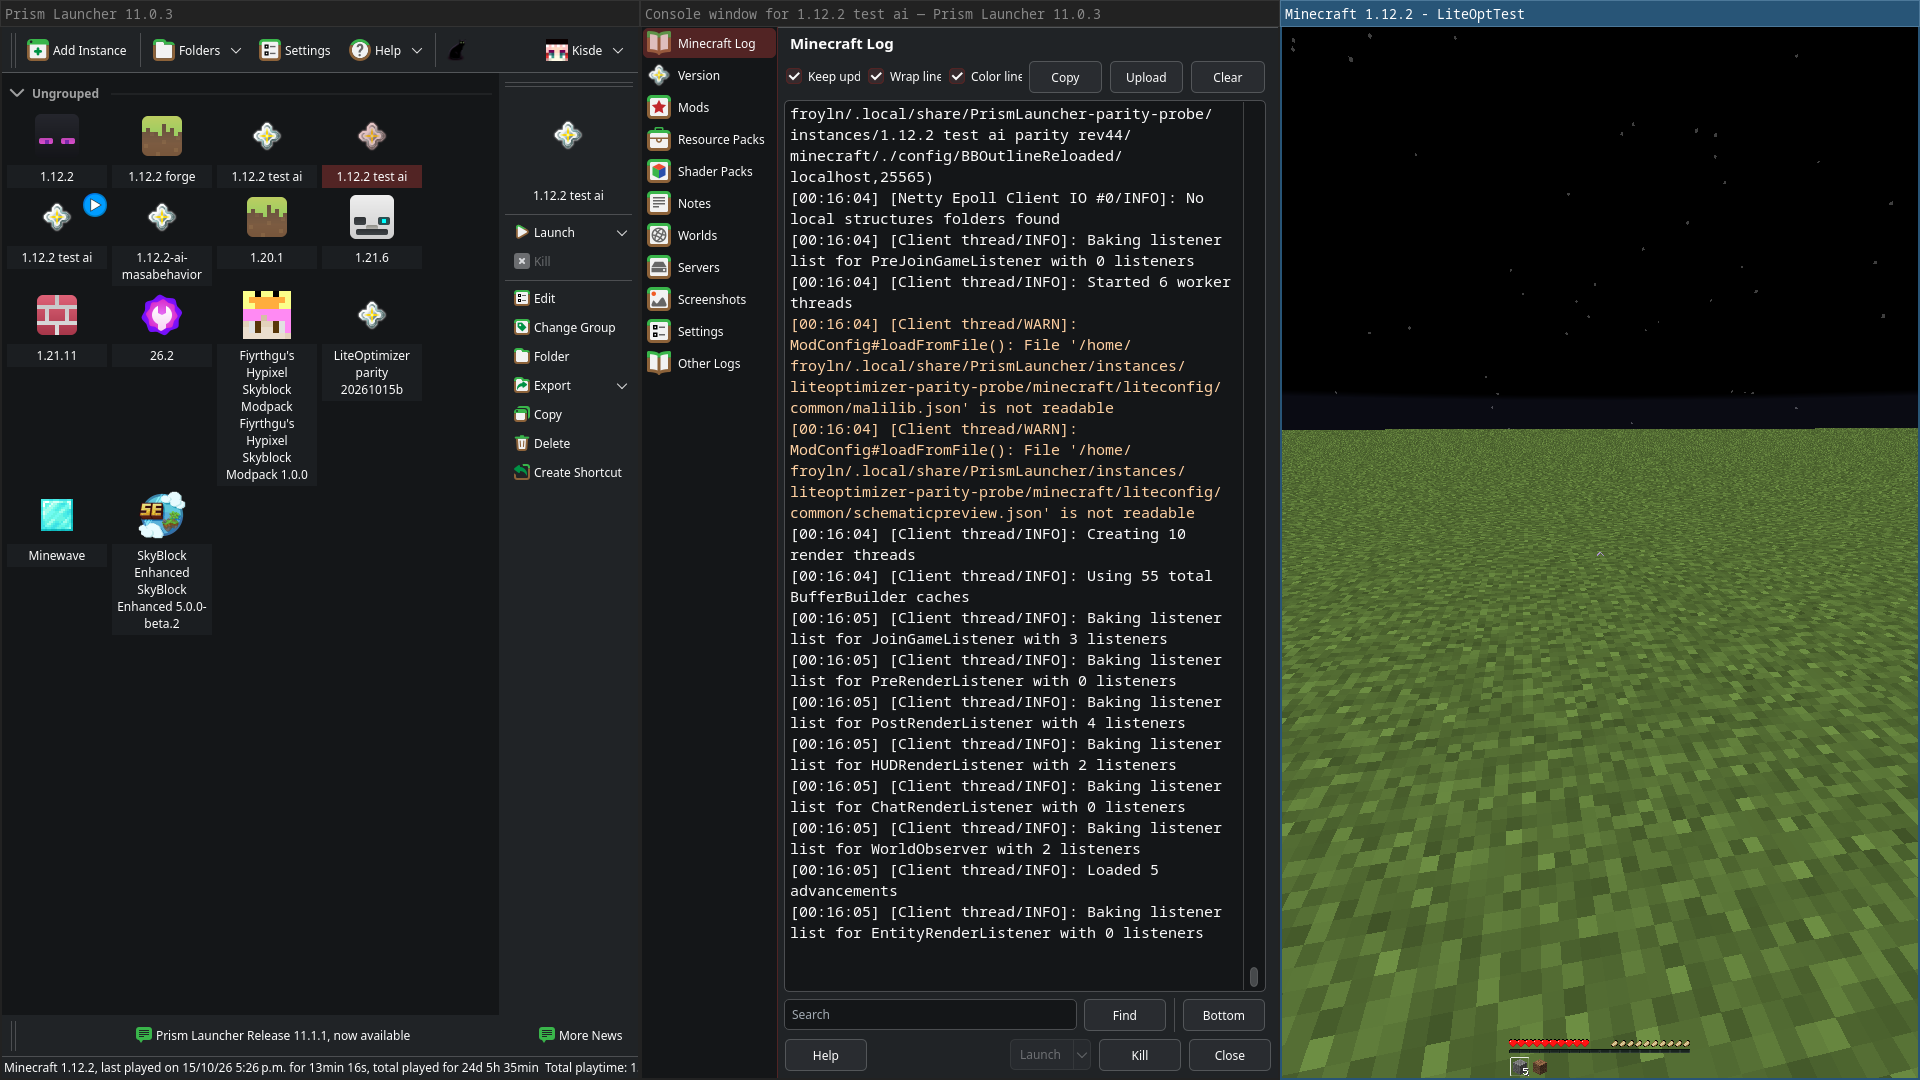 Prism Launcher 11.0.3
Add Instance
Folders
Settings
Help
Kisde
Ungrouped
1.12.2
1.12.2 forge
1.12.2 test ai
1.12.2 test ai
1.12.2 test ai
1.12.2-ai-
masabehavior
1.20.1
1.21.6
1.21.11
26.2
Fiyrthgu's
Hypixel
Skyblock
Modpack
Fiyrthgu's
Hypixel
Skyblock
Modpack 1.0.0
LiteOptimizer
parity
20261015b
Minewave
SkyBlock
Enhanced
SkyBlock
Enhanced 5.0.0-
beta.2
1.12.2 test ai
Launch
Kill
Edit
Change Group
Folder
Export
Copy
Delete
Create Shortcut
Prism Launcher Release 11.1.1, now available
More News
Minecraft 1.12.2, last played on 15/10/26 5:26 p.m. for 13min 16s, total played for 24d 5h 35min
Total playtime: 1
Console window for 1.12.2 test ai — Prism Launcher 11.0.3
Minecraft Log
Version
Mods
Resource Packs
Shader Packs
Notes
Worlds
Servers
Screenshots
Settings
Other Logs
Minecraft Log
Keep upd
Wrap line
Color line
Copy
Upload
Clear
froyln/.local/share/PrismLauncher-parity-probe/
instances/1.12.2 test ai parity rev44/
minecraft/./config/BBOutlineReloaded/
localhost,25565)
[00:16:04] [Netty Epoll Client IO #0/INFO]: No
local structures folders found
[00:16:04] [Client thread/INFO]: Baking listener
list for PreJoinGameListener with 0 listeners
[00:16:04] [Client thread/INFO]: Started 6 worker
threads
[00:16:04] [Client thread/WARN]:
ModConfig#loadFromFile(): File '/home/
froyln/.local/share/PrismLauncher/instances/
liteoptimizer-parity-probe/minecraft/liteconfig/
common/malilib.json' is not readable
[00:16:04] [Client thread/WARN]:
ModConfig#loadFromFile(): File '/home/
froyln/.local/share/PrismLauncher/instances/
liteoptimizer-parity-probe/minecraft/liteconfig/
common/schematicpreview.json' is not readable
[00:16:04] [Client thread/INFO]: Creating 10
render threads
[00:16:04] [Client thread/INFO]: Using 55 total
BufferBuilder caches
[00:16:05] [Client thread/INFO]: Baking listener
list for JoinGameListener with 3 listeners
[00:16:05] [Client thread/INFO]: Baking listener
list for PreRenderListener with 0 listeners
[00:16:05] [Client thread/INFO]: Baking listener
list for PostRenderListener with 4 listeners
[00:16:05] [Client thread/INFO]: Baking listener
list for HUDRenderListener with 2 listeners
[00:16:05] [Client thread/INFO]: Baking listener
list for ChatRenderListener with 0 listeners
[00:16:05] [Client thread/INFO]: Baking listener
list for WorldObserver with 2 listeners
[00:16:05] [Client thread/INFO]: Loaded 5
advancements
[00:16:05] [Client thread/INFO]: Baking listener
list for EntityRenderListener with 0 listeners
Search
Find
Bottom
Help
Launch
Kill
Close
Minecraft 1.12.2 - LiteOptTest
5